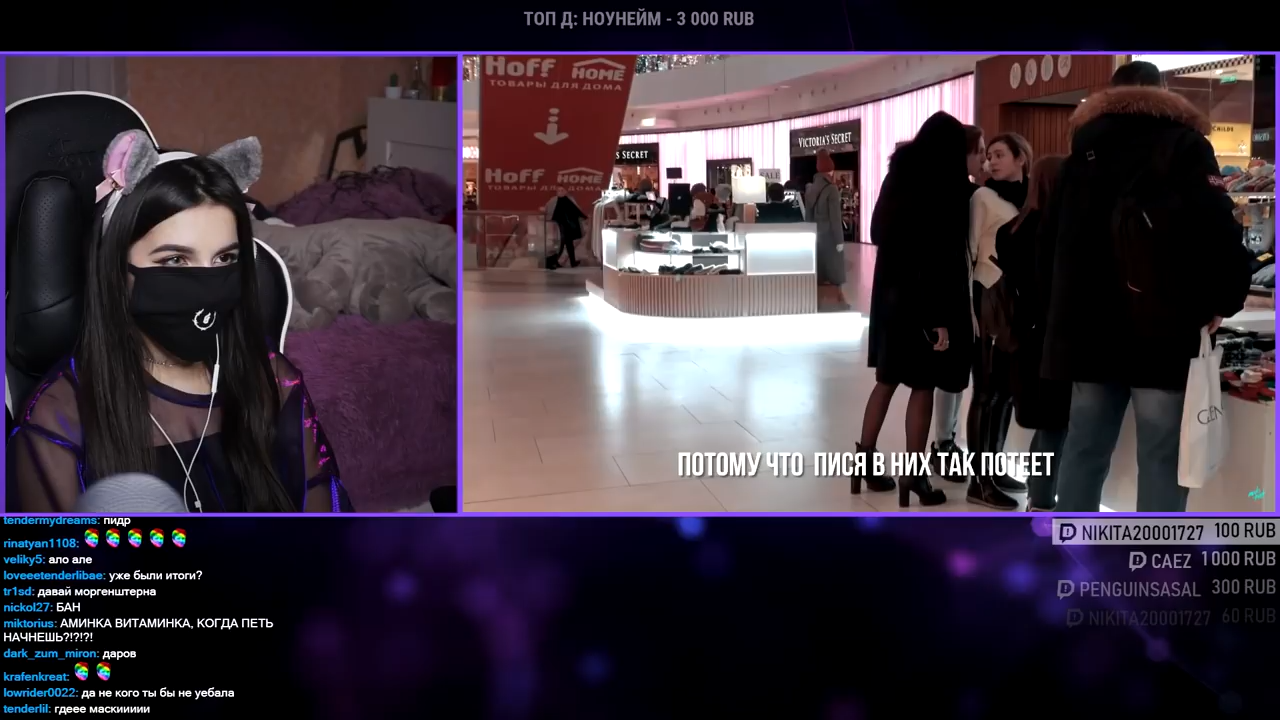 ТОП Д: НОУНЕЙМ - 3 000 RUB
HOFF HOME
ТОВАРЫ ДЛЯ ДОМА
HOFF HOME
ТОВАРЫ ДЛЯ ДОМА
SECRET
VICTORIA'S SECRET
SALE
ПОТОМУ ЧТО ПИСЯ В НИХ ТАК ПОТЕЕТ
tendermydreams: пидр
rinatyan1108:
veliky5: ало але
loveeetenderlibae: уже были итоги?
tr1sd: давай моргенштерна
nickol27: БАН
miktorius: АМИНКА ВИТАМИНКА, КОГДА ПЕТЬ
НАЧНЕШЬ?!?!?!
dark_zum_miron: даров
krafenkreat:
lowrider0022: да не кого ты бы не уебала
tenderlil: гдеее маскиииии
NIKITA20001727 100 RUB
CAEZ 1 000 RUB
PENGUINSASAL 300 RUB
NIKITA20001727 60 RUB